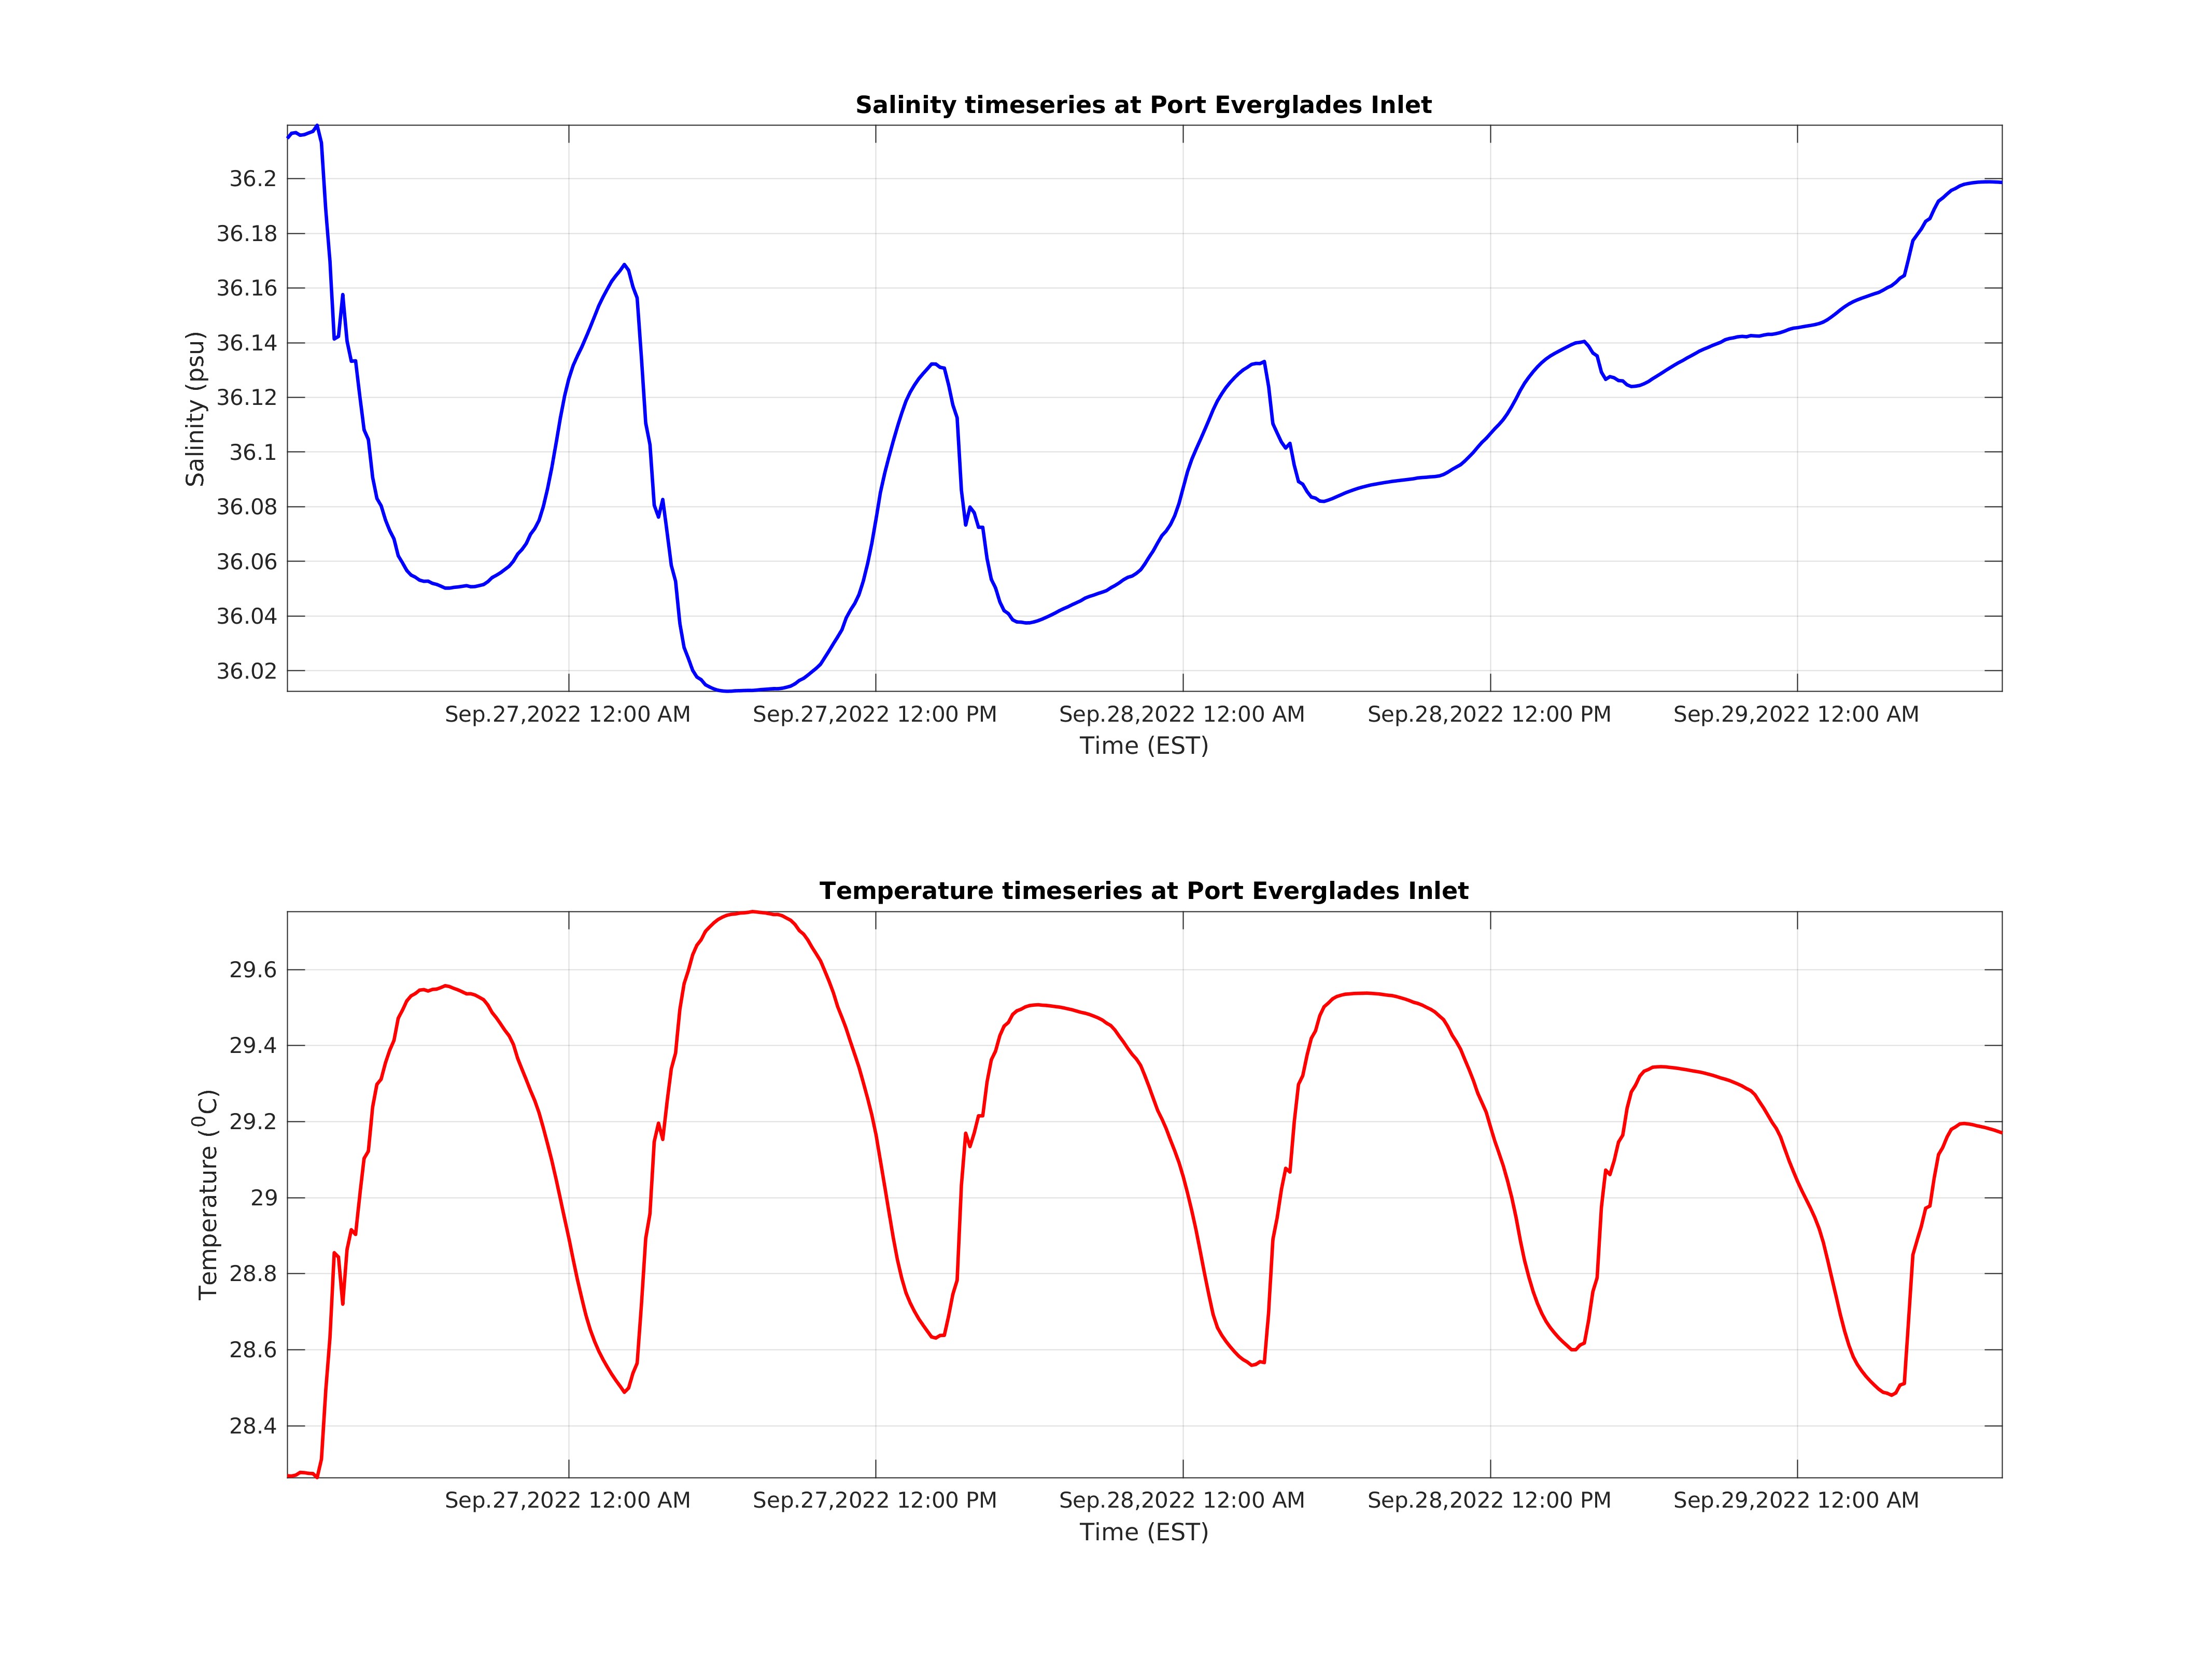 Salinity timeseries at Port Everglades Inlet
36.2
36.18
36.16
36.14
36.12
36.1
36.08
36.06
36.04
36.02
Salinity (psu)
Sep.27,2022 12:00 AM Sep.27,2022 12:00 PM Sep.28,2022 12:00 AM Sep.28,2022 12:00 PM Sep.29,2022 12:00 AM
Time (EST)
Temperature timeseries at Port Everglades Inlet
29.6
29.4
29.2
29
28.8
28.6
28.4
Temperature (⁰C)
Sep.27,2022 12:00 AM Sep.27,2022 12:00 PM Sep.28,2022 12:00 AM Sep.28,2022 12:00 PM Sep.29,2022 12:00 AM
Time (EST)